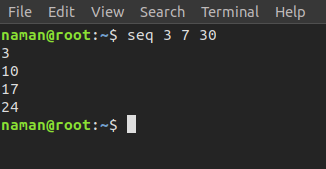 File Edit View Search Terminal Help
naman@root:~$ seq 3 7 30
3
10
17
24
naman@root:~$